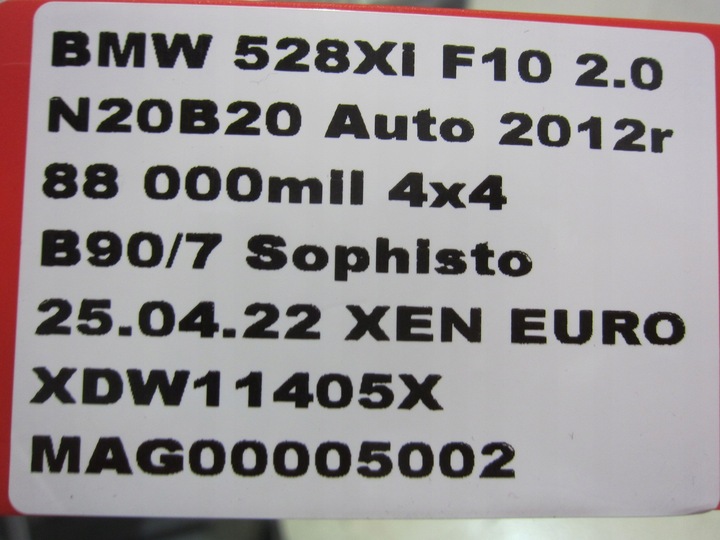 BMW 528Xi F10 2.0
N20B20 Auto 2012r
88 000mil 4x4
B90/7 Sophisto
25.04.22 XEN EURO
XDW11405X
MAG00005002